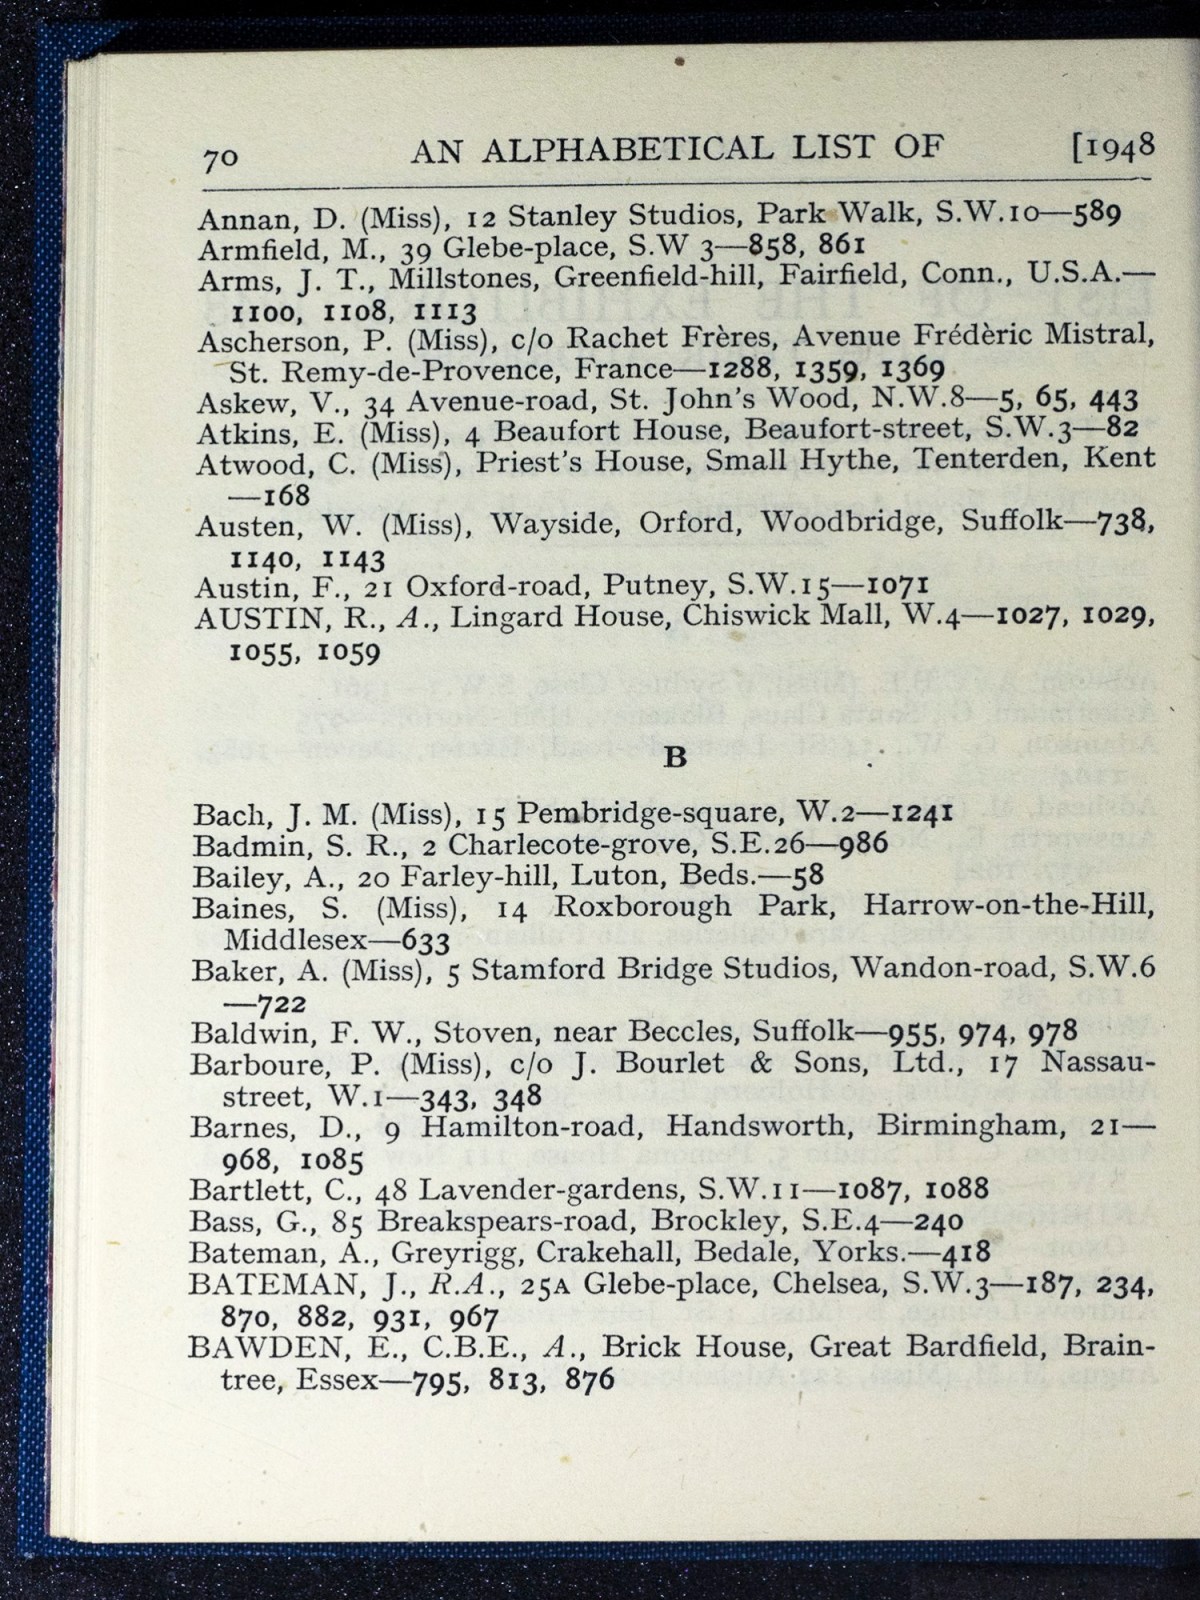 70 AN ALPHABETICAL LIST OF [1948
Annan, D. (Miss), 12 Stanley Studios, Park Walk, S.W.10—589
Armfield, M., 39 Glebe-place, S.W 3—858, 861
Arms, J. T., Millstones, Greenfield-hill, Fairfield, Conn., U.S.A.—
1100, 1108, 1113
Ascherson, P. (Miss), c/o Rachet Frères, Avenue Frédèric Mistral,
St. Remy-de-Provence, France—1288, 1359, 1369
Askew, V., 34 Avenue-road, St. John's Wood, N.W.8—5, 65, 443
Atkins, E. (Miss), 4 Beaufort House, Beaufort-street, S.W.3—82
Atwood, C. (Miss), Priest's House, Small Hythe, Tenterden, Kent
—168
Austen, W. (Miss), Wayside, Orford, Woodbridge, Suffolk—738,
1140, 1143
Austin, F., 21 Oxford-road, Putney, S.W.15—1071
AUSTIN, R., A., Lingard House, Chiswick Mall, W.4—1027, 1029,
1055, 1059
B
Bach, J. M. (Miss), 15 Pembridge-square, W.2—1241
Badmin, S. R., 2 Charlecote-grove, S.E.26—986
Bailey, A., 20 Farley-hill, Luton, Beds.—58
Baines, S. (Miss), 14 Roxborough Park, Harrow-on-the-Hill,
Middlesex—633
Baker, A. (Miss), 5 Stamford Bridge Studios, Wandon-road, S.W.6
—722
Baldwin, F. W., Stoven, near Beccles, Suffolk—955, 974, 978
Barboure, P. (Miss), c/o J. Bourlet & Sons, Ltd., 17 Nassau-
street, W.1—343, 348
Barnes, D., 9 Hamilton-road, Handsworth, Birmingham, 21—
968, 1085
Bartlett, C., 48 Lavender-gardens, S.W.11—1087, 1088
Bass, G., 85 Breakspears-road, Brockley, S.E.4—240
Bateman, A., Greyrigg, Crakehall, Bedale, Yorks.—418
BATEMAN, J., R.A., 25A Glebe-place, Chelsea, S.W.3—187, 234,
870, 882, 931, 967
BAWDEN, E., C.B.E., A., Brick House, Great Bardfield, Brain-
tree, Essex—795, 813, 876